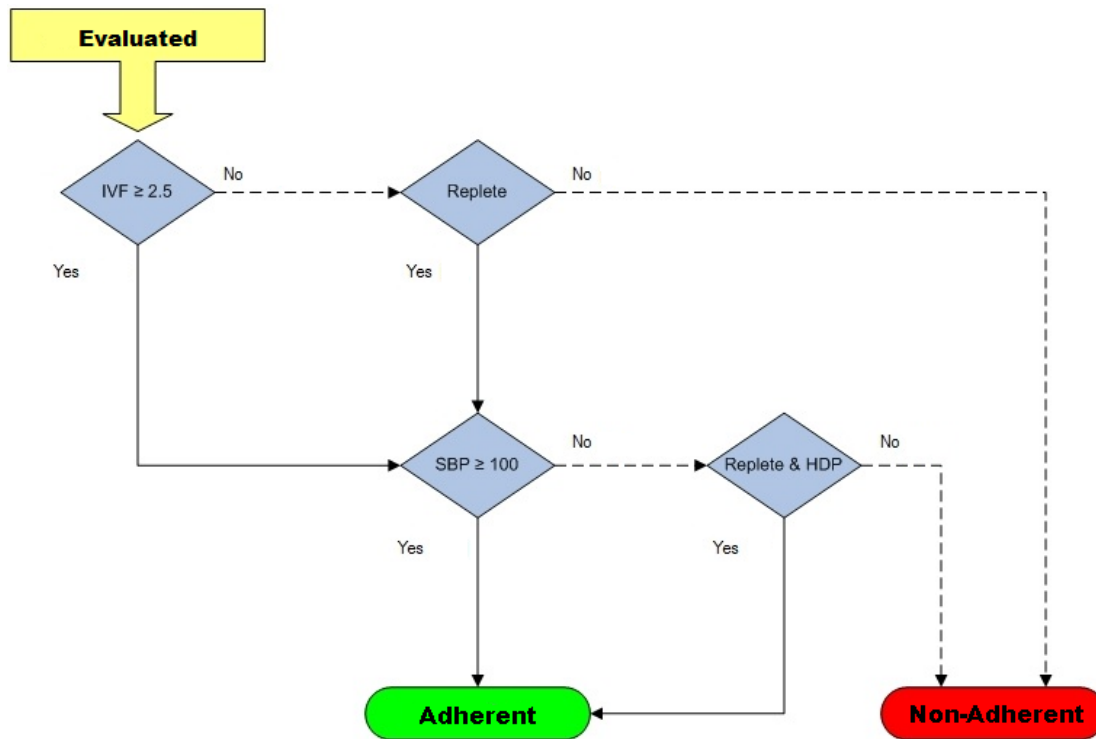 Evaluated
IVF ≥ 2.5
No
Replete
No
Yes
Yes
SBP ≥ 100
No
Replete & HDP
No
Yes
Yes
Adherent
Non-Adherent